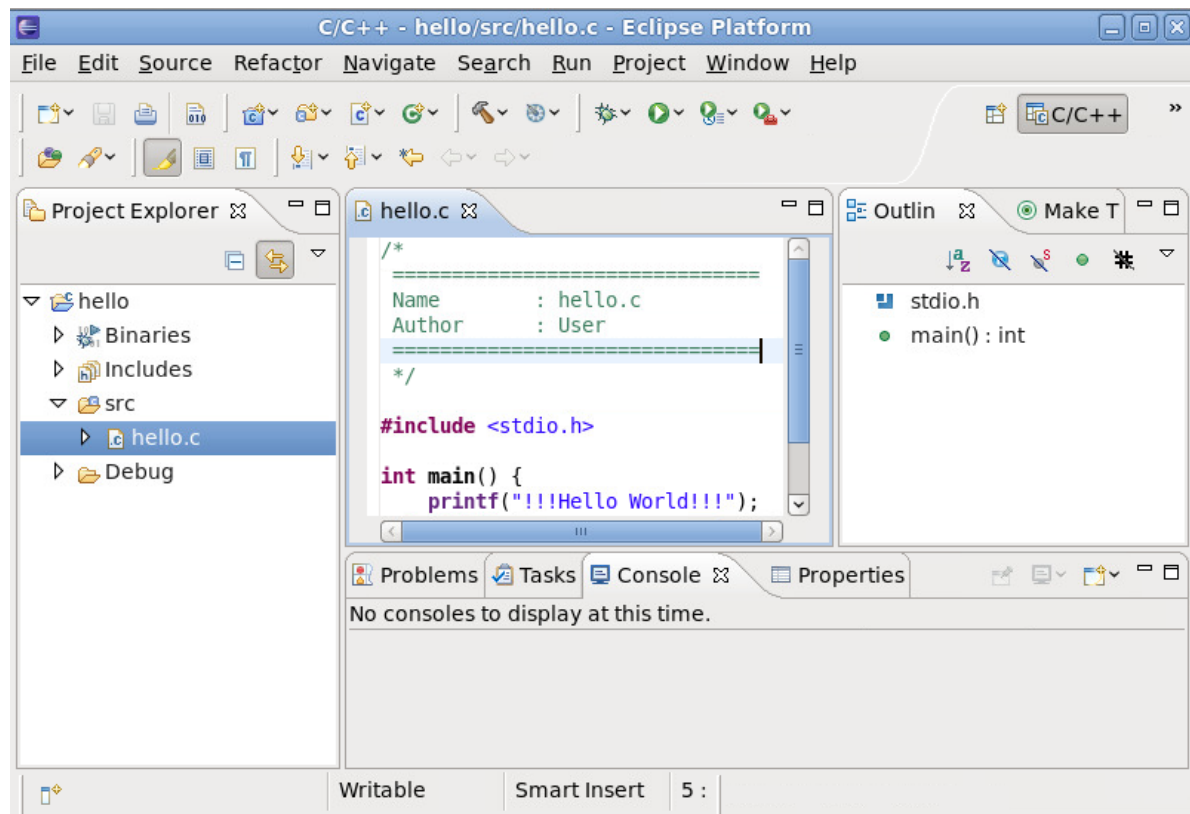 C/C++ - hello/src/hello.c - Eclipse Platform
File Edit Source Refactor Navigate Search Run Project Window Help
C/C++ »
Project Explorer
hello
Binaries
Includes
src
hello.c
Debug
hello.c
/*
===============================
Name : hello.c
Author : User
===============================
*/
#include <stdio.h>
int main() {
printf("!!!Hello World!!!");
Outlin Make T
stdio.h
main() : int
Problems Tasks Console Properties
No consoles to display at this time.
Writable Smart Insert 5 :